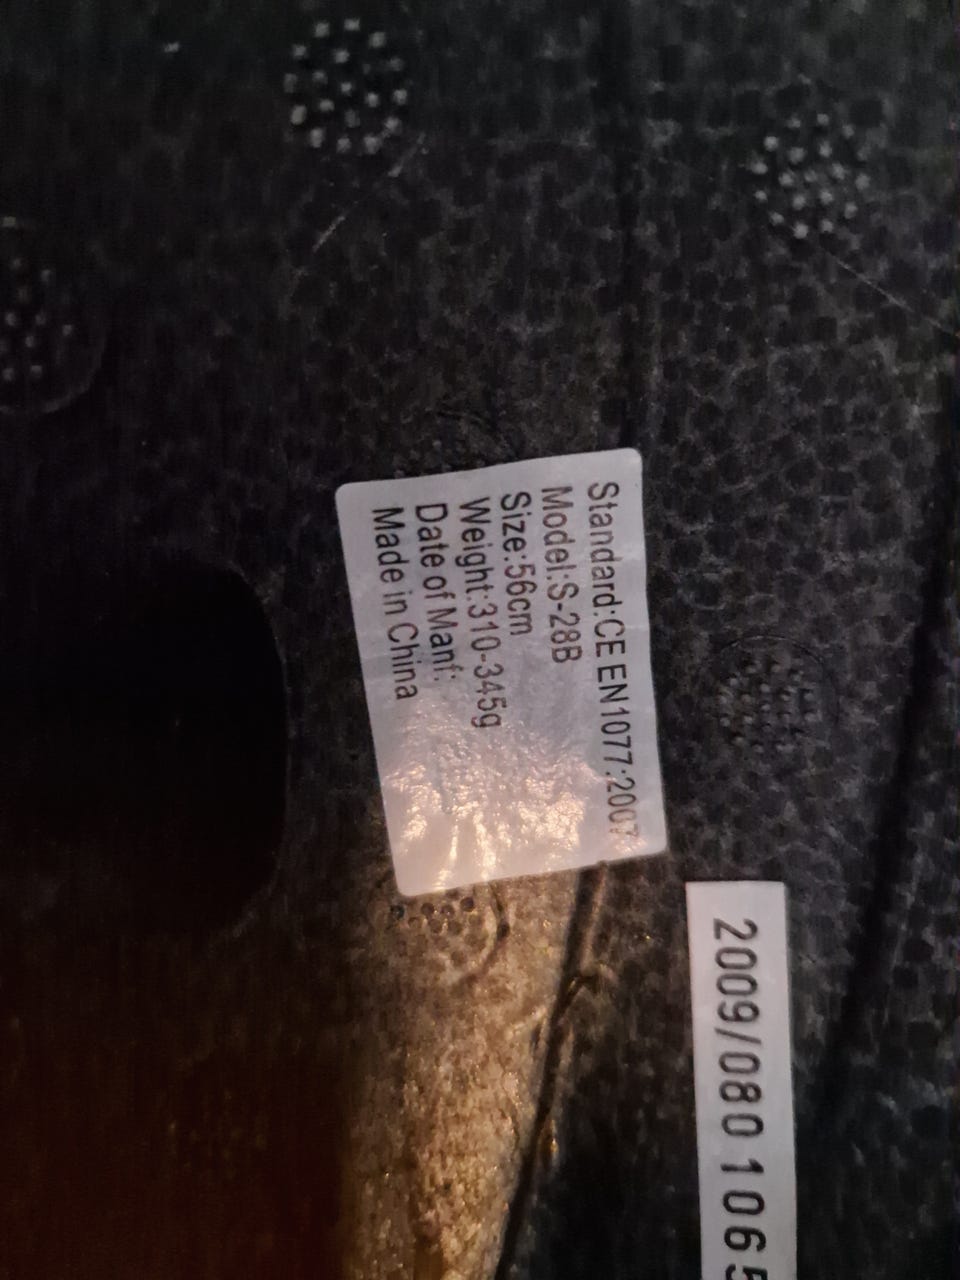 Standard:CE EN1077:2007
Model:S-28B
Size:56cm
Weight:310-345g
Date of Manf:
Made in China
2009/080 1065